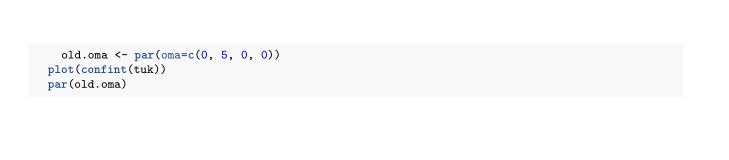 old.oma <- par(oma=c(0, 5, 0, 0))
plot(confint(tuk))
par(old.oma)